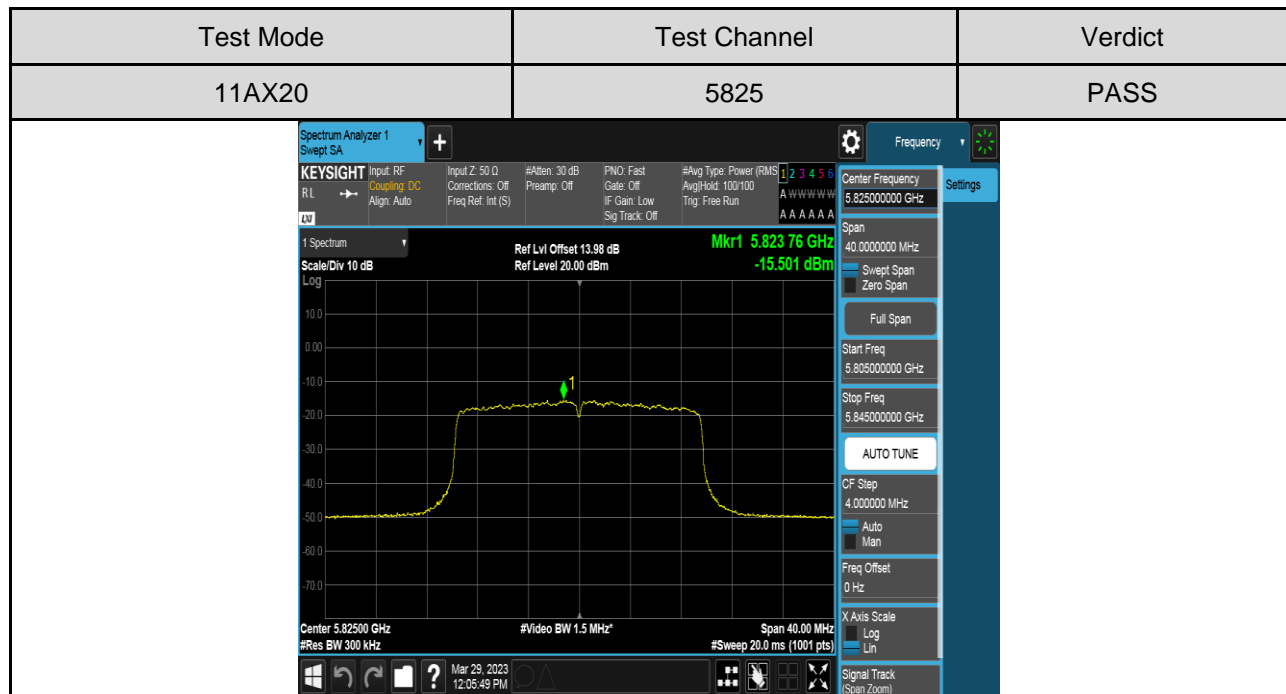 Test Mode Test Channel Verdict
11AX20 5825 PASS
Spectrum Analyzer 1
Swept SA
+
Frequency
KEYSIGHT Input: RF Input Z: 50 Ω #Atten: 30 dB PNO: Fast #Avg Type: Power (RMS 1 2 3 4 5 6
RL Coupling: DC Corrections: Off Preamp: Off Gate: Off Avg|Hold: 100/100 A W W W W W
Align: Auto Freq Ref: Int (S) IF Gain: Low Trig: Free Run
LXI Sig Track: Off A A A A A A
1 Spectrum
Scale/Div 10 dB
Log
Ref Lvl Offset 13.98 dB
Ref Level 20.00 dBm
Mkr1 5.823 76 GHz
-15.501 dBm
10.0
0.00
-10.0
1
-20.0
-30.0
-40.0
-50.0
-60.0
-70.0
Center 5.82500 GHz #Video BW 1.5 MHz* Span 40.00 MHz
#Res BW 300 kHz #Sweep 20.0 ms (1001 pts)
? Mar 29, 2023
12:05:49 PM
Settings
Center Frequency
5.825000000 GHz
Span
40.0000000 MHz
Swept Span
Zero Span
Full Span
Start Freq
5.805000000 GHz
Stop Freq
5.845000000 GHz
AUTO TUNE
CF Step
4.000000 MHz
Auto
Man
Freq Offset
0 Hz
X Axis Scale
Log
Lin
Signal Track
(Span Zoom)